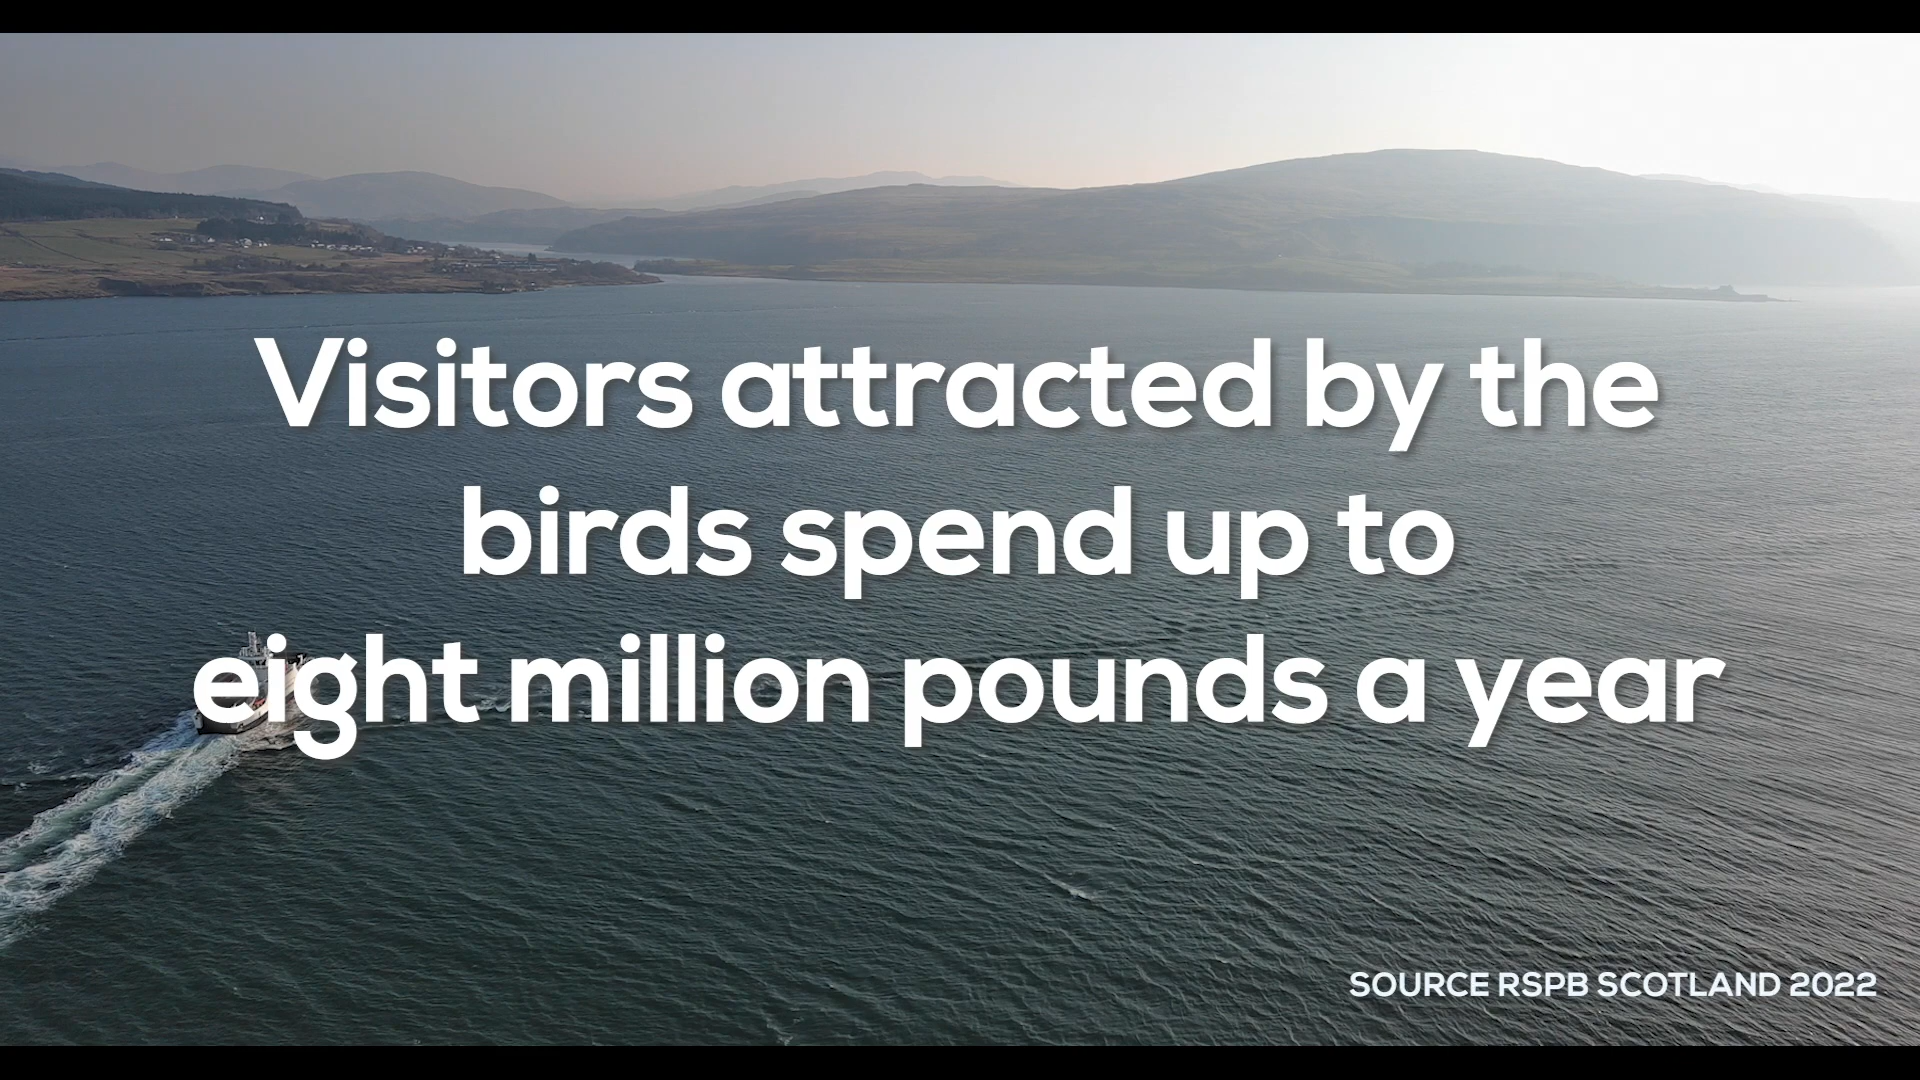 Visitors attracted by the
birds spend up to
eight million pounds a year
SOURCE RSPB SCOTLAND 2022